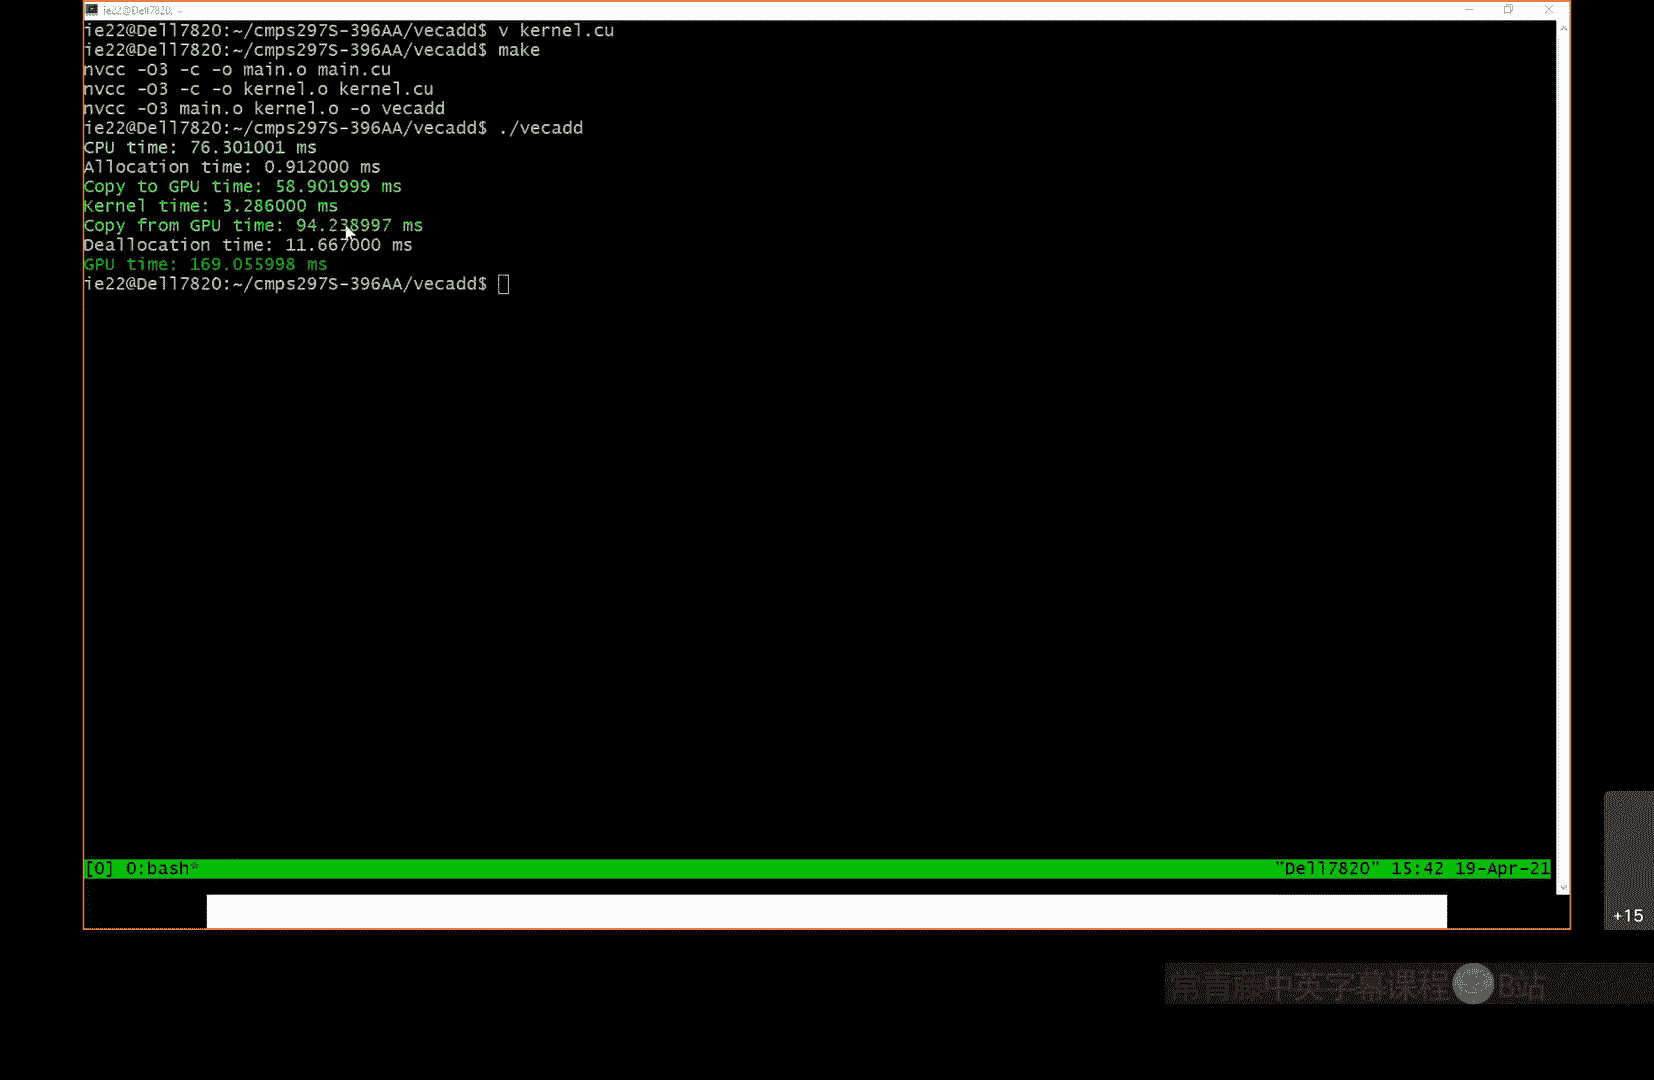 ie22@Dell7820: ~
ie22@Dell7820:~/cmps297S-396AA/vecadd$ v kernel.cu
ie22@Dell7820:~/cmps297S-396AA/vecadd$ make
nvcc -O3 -c -o main.o main.cu
nvcc -O3 -c -o kernel.o kernel.cu
nvcc -O3 main.o kernel.o -o vecadd
ie22@Dell7820:~/cmps297S-396AA/vecadd$ ./vecadd
CPU time: 76.301001 ms
Allocation time: 0.912000 ms
Copy to GPU time: 58.901999 ms
Kernel time: 3.286000 ms
Copy from GPU time: 94.238997 ms
Deallocation time: 11.667000 ms
GPU time: 169.055998 ms
ie22@Dell7820:~/cmps297S-396AA/vecadd$
[0] 0:bash* "Dell7820" 15:42 19-Apr-21
+15
常青藤中英字幕课程 B站